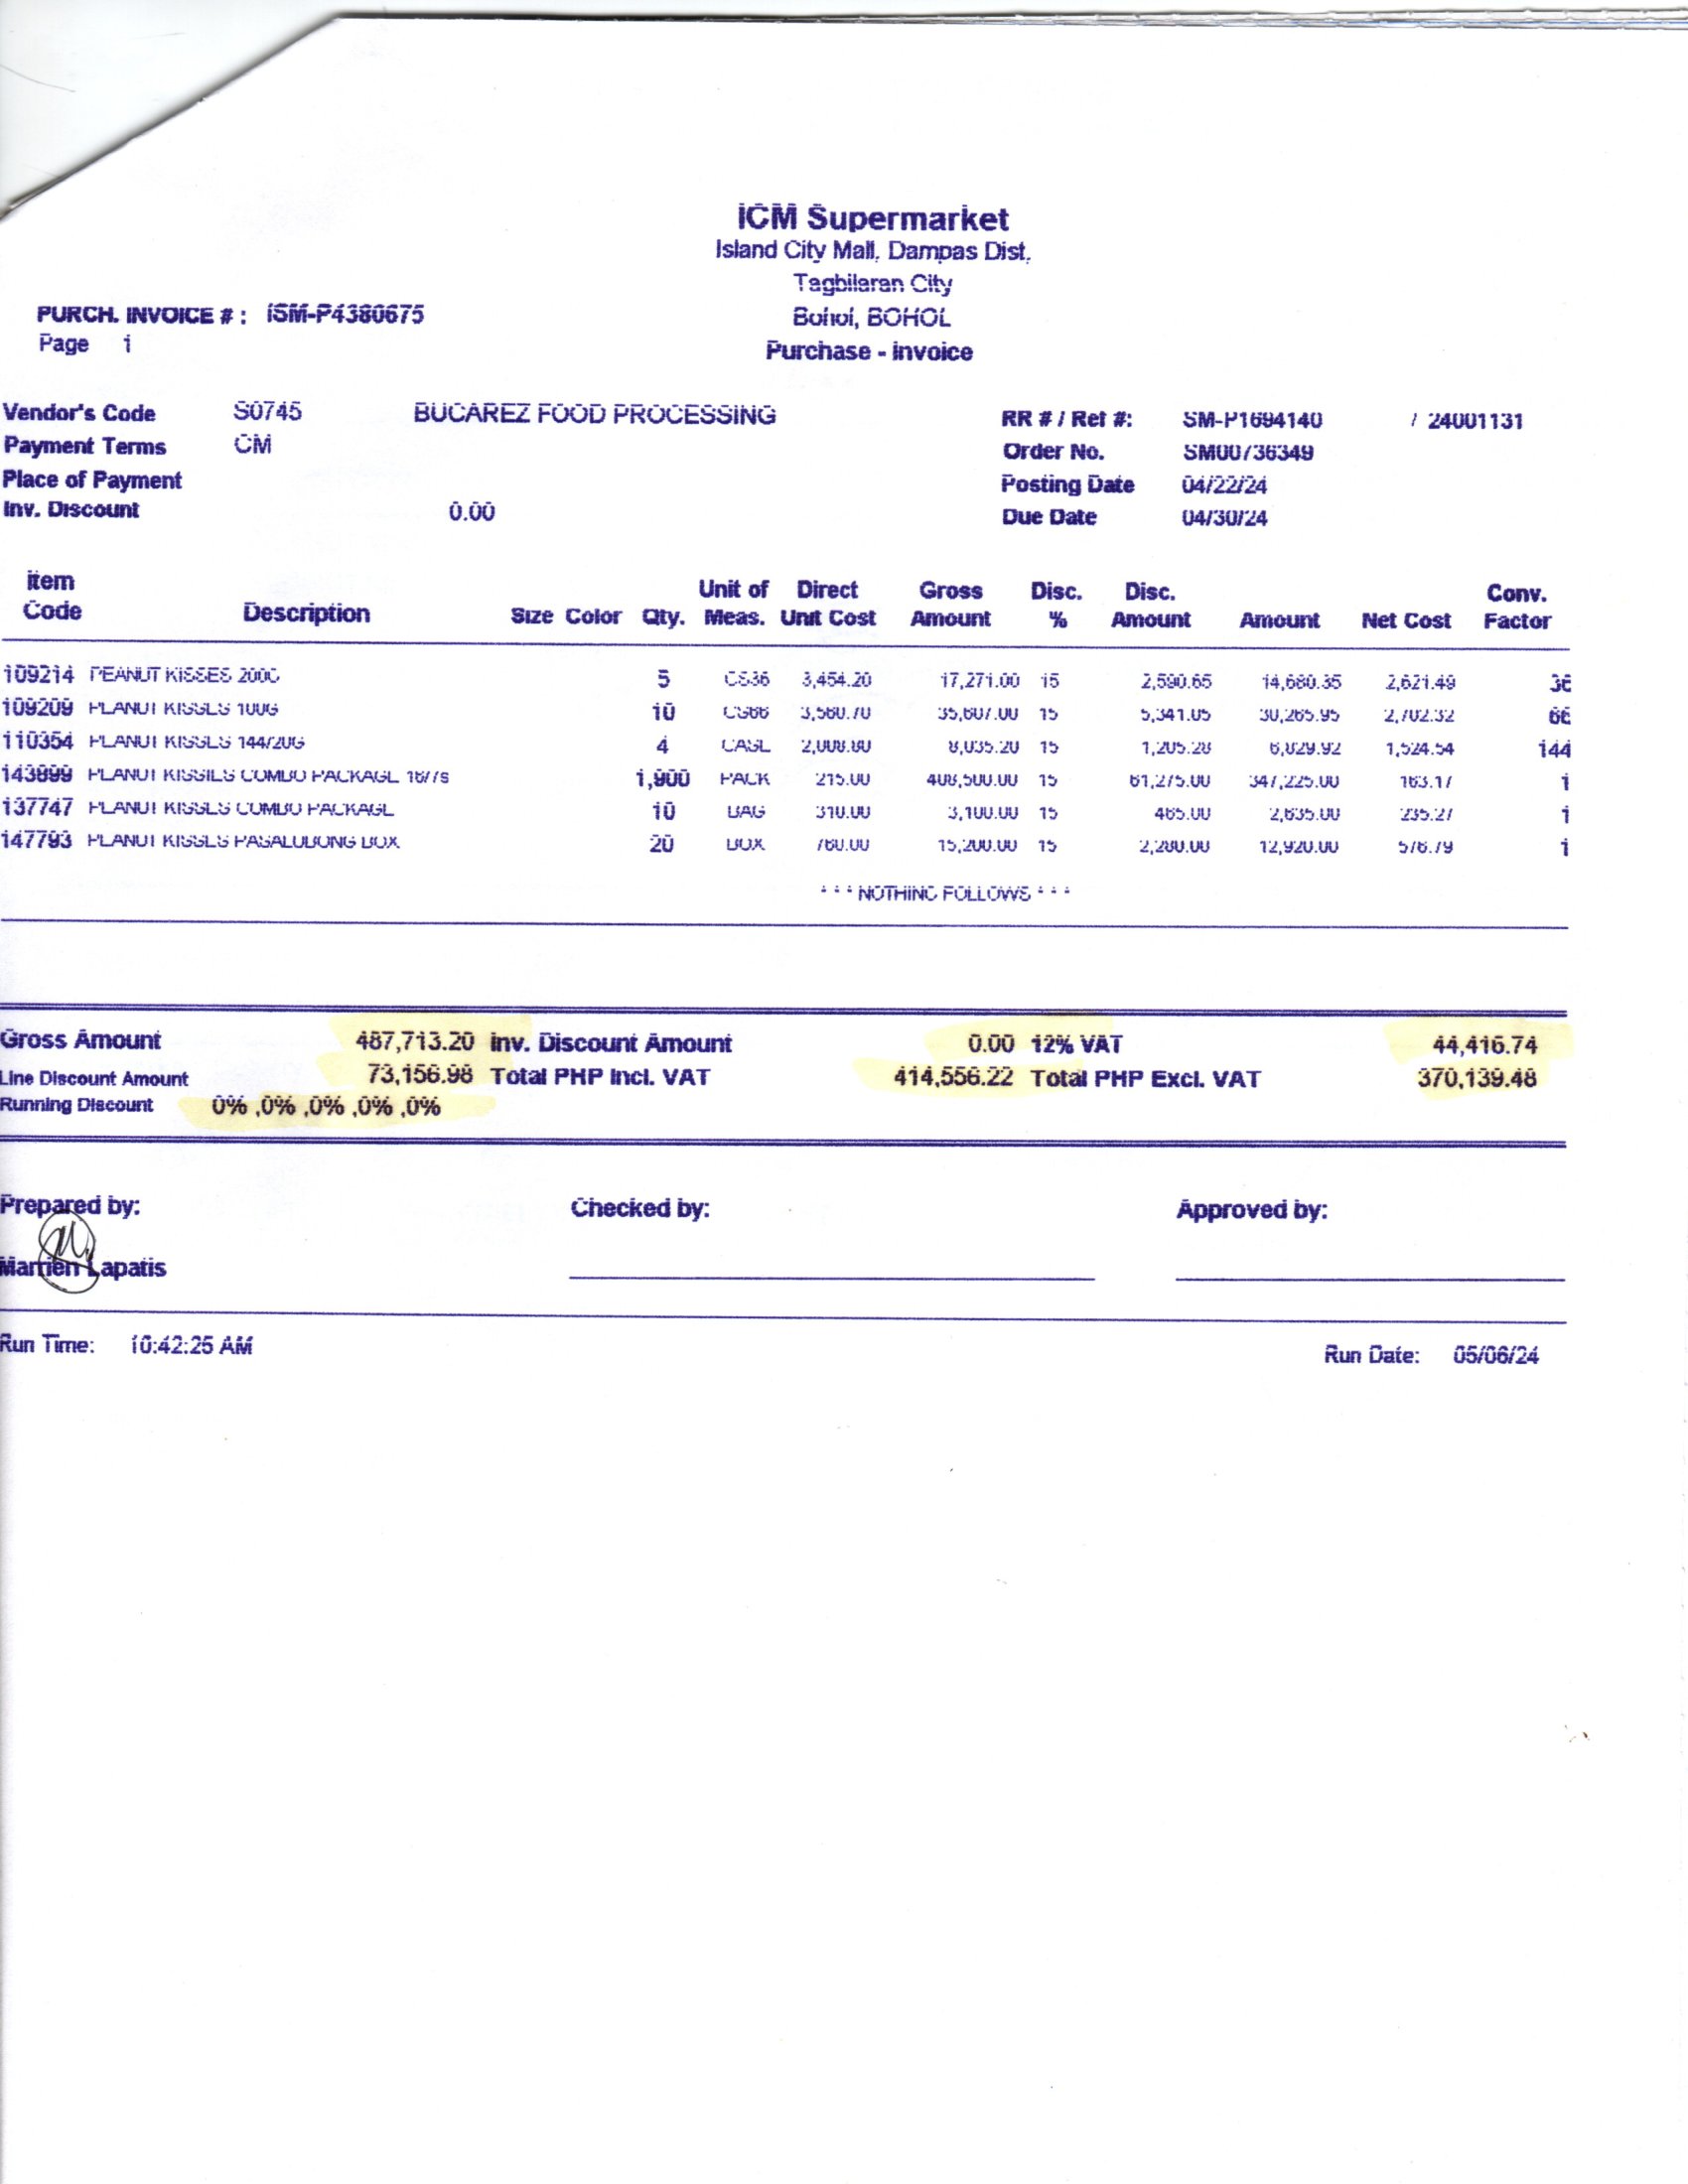 ICM Supermarket
Island City Mall, Dampas Dist.
Tagbilaran City
Bohol, BOHOL
Purchase - Invoice
PURCH. INVOICE # : ISM-P4380675
Page 1
Vendor's Code S0745 BUCAREZ FOOD PROCESSING
Payment Terms CM
Place of Payment
Inv. Discount 0.00
RR # / Ref #: SM-P1694140 / 24001131
Order No. SM00736349
Posting Date 04/22/24
Due Date 04/30/24
Item Code Description Size Color Qty. Unit of Meas. Direct Unit Cost Gross Amount Disc. % Disc. Amount Amount Net Cost Conv. Factor
109214 PEANUT KISSES 200G 5 CS36 3,454.20 17,271.00 15 2,590.65 14,680.35 2,621.49 36
109209 PEANUT KISSES 100G 10 CS66 3,560.70 35,607.00 15 5,341.05 30,265.95 2,702.32 66
110354 PEANUT KISSES 144/20G 4 CASE 2,008.80 8,035.20 15 1,205.28 6,829.92 1,524.54 144
143899 PEANUT KISSES COMBO PACKAGE 16/7s 1,900 PACK 215.00 408,500.00 15 61,275.00 347,225.00 163.17 1
137747 PEANUT KISSES COMBO PACKAGE 10 BAG 310.00 3,100.00 15 465.00 2,635.00 235.27 1
147793 PEANUT KISSES PASALUBONG BOX 20 BOX 760.00 15,200.00 15 2,280.00 12,920.00 576.79 1
* * * NOTHING FOLLOWS * * *
Gross Amount 487,713.20 Inv. Discount Amount 0.00 12% VAT 44,416.74
Line Discount Amount 73,156.98 Total PHP Incl. VAT 414,556.22 Total PHP Excl. VAT 370,139.48
Running Discount 0% ,0% ,0% ,0% ,0%
Prepared by: Checked by: Approved by:
Lapatis
Run Time: 10:42:25 AM Run Date: 05/06/24